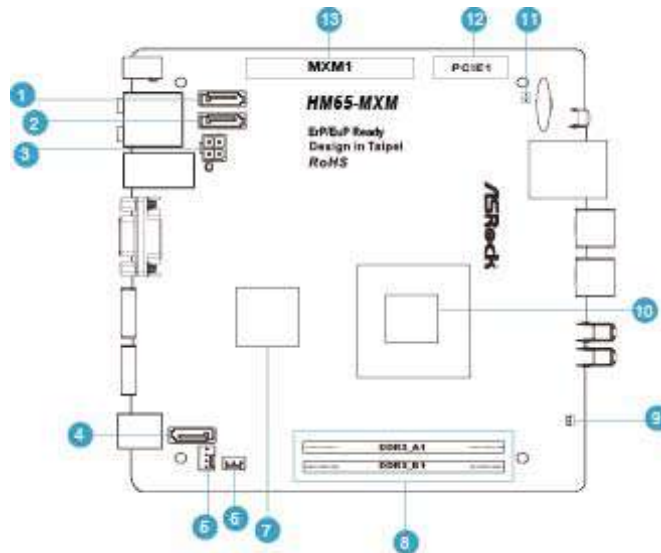 13 12 11
MXM1 PCIE1
1
HM65-MXM
2
3
ErP/EuP Ready
Design in Taipei
RoHS
ASRock
10
4
DDR3_A1
9
DDR3_B1
5 6 7 8